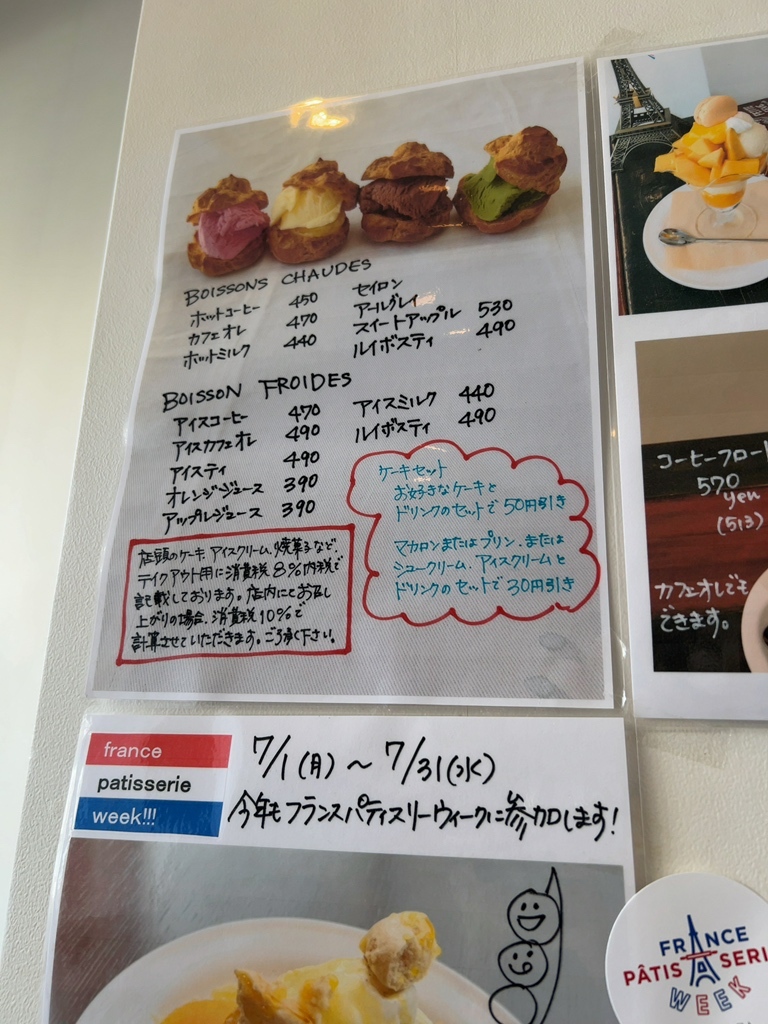 BOISSONS CHAUDES
ホットコーヒー 450
カフェオレ 470
ホットミルク 440
セイロン
アールグレイ
スイートアップル 530
ルイボスティ 490
BOISSON FROIDES
アイスコーヒー 470
アイスカフェオレ 490
アイスティ 490
オレンジジュース 390
アップルジュース 390
アイスミルク 440
ルイボスティ 490
ケーキセット
お好きなケーキと
ドリンクのセットで 50円引き
マカロンまたはプリン、または
シュークリーム、アイスクリームと
ドリンクのセットで 30円引き
店頭のケーキ、アイスクリーム、焼菓子など、
テイクアウト用に消費税8%内税で
記載しております。店内にてお召し
上がりの場合、消費税10%で
計算させていただきます。ご了承下さい。
コーヒーフロート
570
yen
(513)
カフェオレでも
できます。
france
patisserie
week!!!
7/1(月)~7/31(水)
今年もフランスパティスリーウィークに参加します!
FRANCE
PÂTISSERI
WEEK